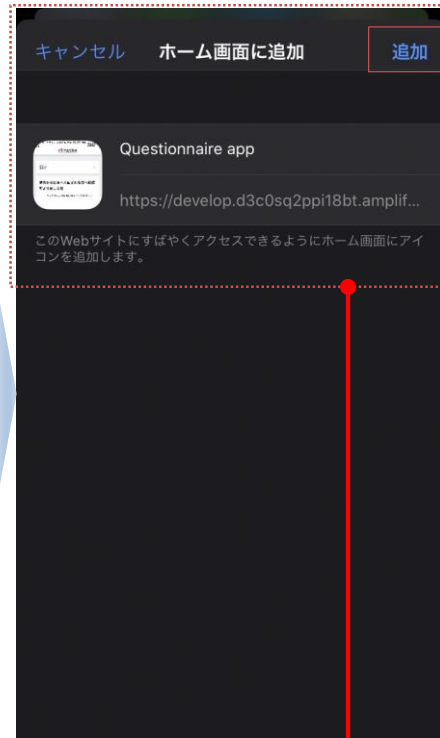 キャンセル ホーム画面に追加 追加
Questionnaire app
https://develop.d3c0sq2ppi18bt.amplif...
このWebサイトにすばやくアクセスできるようにホーム画面にアイ
コンを追加します。